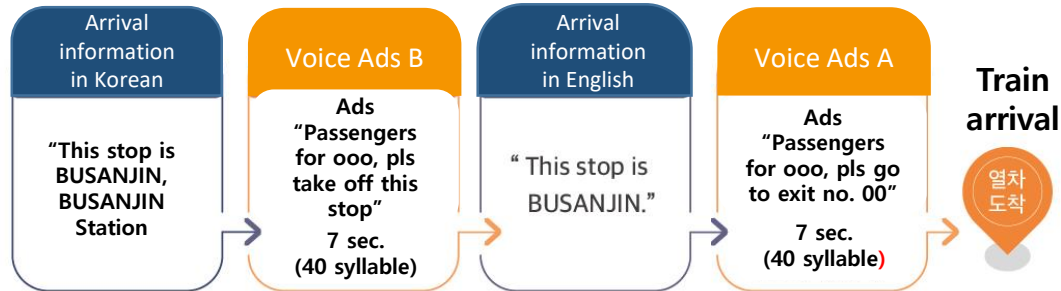 Arrival
information
in Korean
“This stop is
BUSANJIN,
BUSANJIN
Station
Voice Ads B
Ads
“Passengers
for ooo, pls
take off this
stop”
7 sec.
(40 syllable)
Arrival
information
in English
“ This stop is
BUSANJIN.”
Voice Ads A
Ads
“Passengers
for ooo, pls go
to exit no. 00”
7 sec.
(40 syllable)
Train
arrival
열차
도착